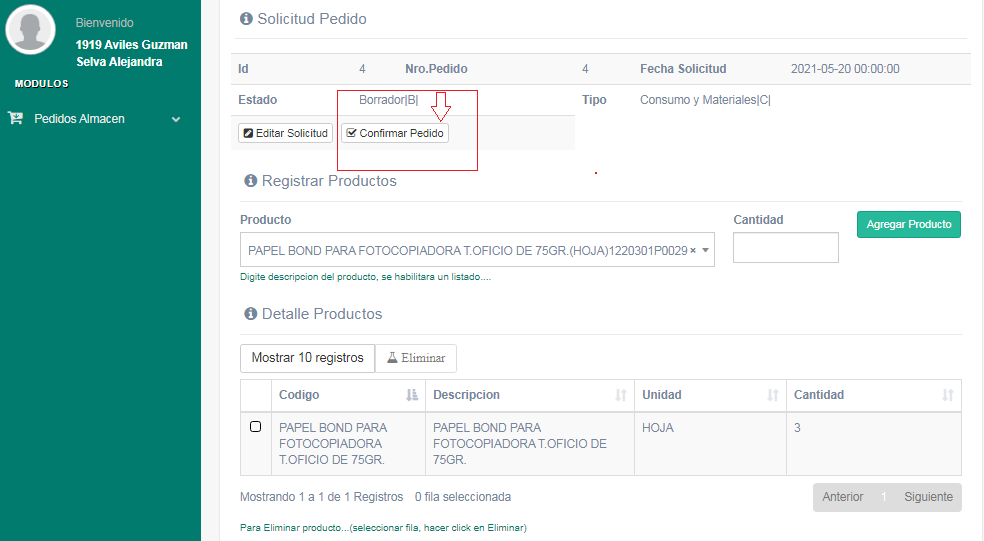 Bienvenido
1919 Aviles Guzman
Selva Alejandra
MODULOS
Pedidos Almacen
Solicitud Pedido
Id 4 Nro.Pedido 4 Fecha Solicitud 2021-05-20 00:00:00
Estado Borrador|B| Tipo Consumo y Materiales|C|
Editar Solicitud Confirmar Pedido
Registrar Productos
Producto Cantidad
Agregar Producto
PAPEL BOND PARA FOTOCOPIADORA T.OFICIO DE 75GR.(HOJA)1220301P0029 ×
Digite descripcion del producto, se habilitara un listado....
Detalle Productos
Mostrar 10 registros Eliminar
Codigo Descripcion Unidad Cantidad
PAPEL BOND PARA
FOTOCOPIADORA
T.OFICIO DE 75GR.
PAPEL BOND PARA
FOTOCOPIADORA T.OFICIO DE
75GR.
HOJA
3
Mostrando 1 a 1 de 1 Registros 0 fila seleccionada
Anterior 1 Siguiente
Para Eliminar producto...(seleccionar fila, hacer click en Eliminar)